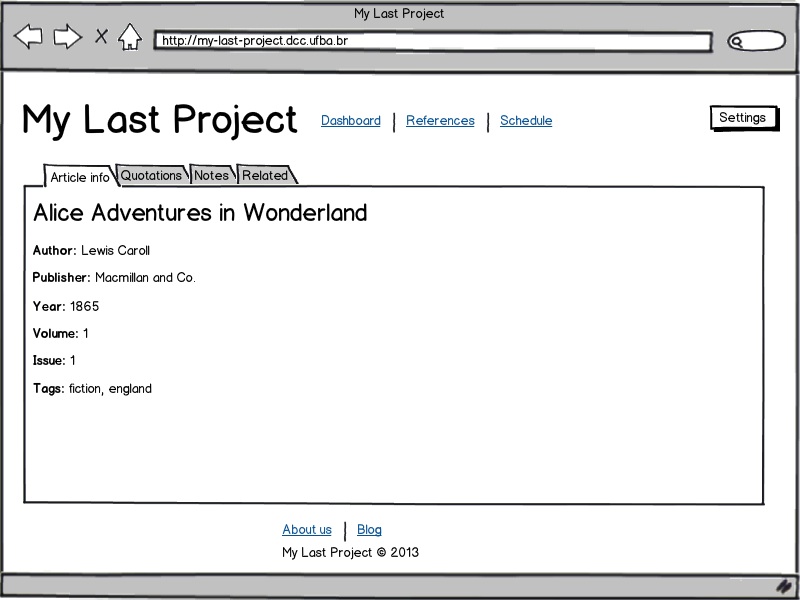 My Last Project
http://my-last-project.dcc.ufba.br
My Last Project Dashboard | References | Schedule Settings
Article info Quotations Notes Related
Alice Adventures in Wonderland
Author: Lewis Caroll
Publisher: Macmillan and Co.
Year: 1865
Volume: 1
Issue: 1
Tags: fiction, england
About us | Blog
My Last Project © 2013